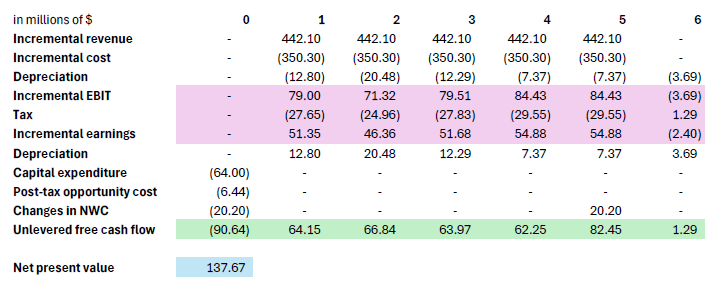 in millions of $ 0 1 2 3 4 5 6
Incremental revenue - 442.10 442.10 442.10 442.10 442.10 -
Incremental cost - (350.30) (350.30) (350.30) (350.30) (350.30) -
Depreciation - (12.80) (20.48) (12.29) (7.37) (7.37) (3.69)
Incremental EBIT - 79.00 71.32 79.51 84.43 84.43 (3.69)
Tax - (27.65) (24.96) (27.83) (29.55) (29.55) 1.29
Incremental earnings - 51.35 46.36 51.68 54.88 54.88 (2.40)
Depreciation - 12.80 20.48 12.29 7.37 7.37 3.69
Capital expenditure (64.00) - - - - - -
Post-tax opportunity cost (6.44) - - - - - -
Changes in NWC (20.20) - - - - 20.20 -
Unlevered free cash flow (90.64) 64.15 66.84 63.97 62.25 82.45 1.29
Net present value 137.67